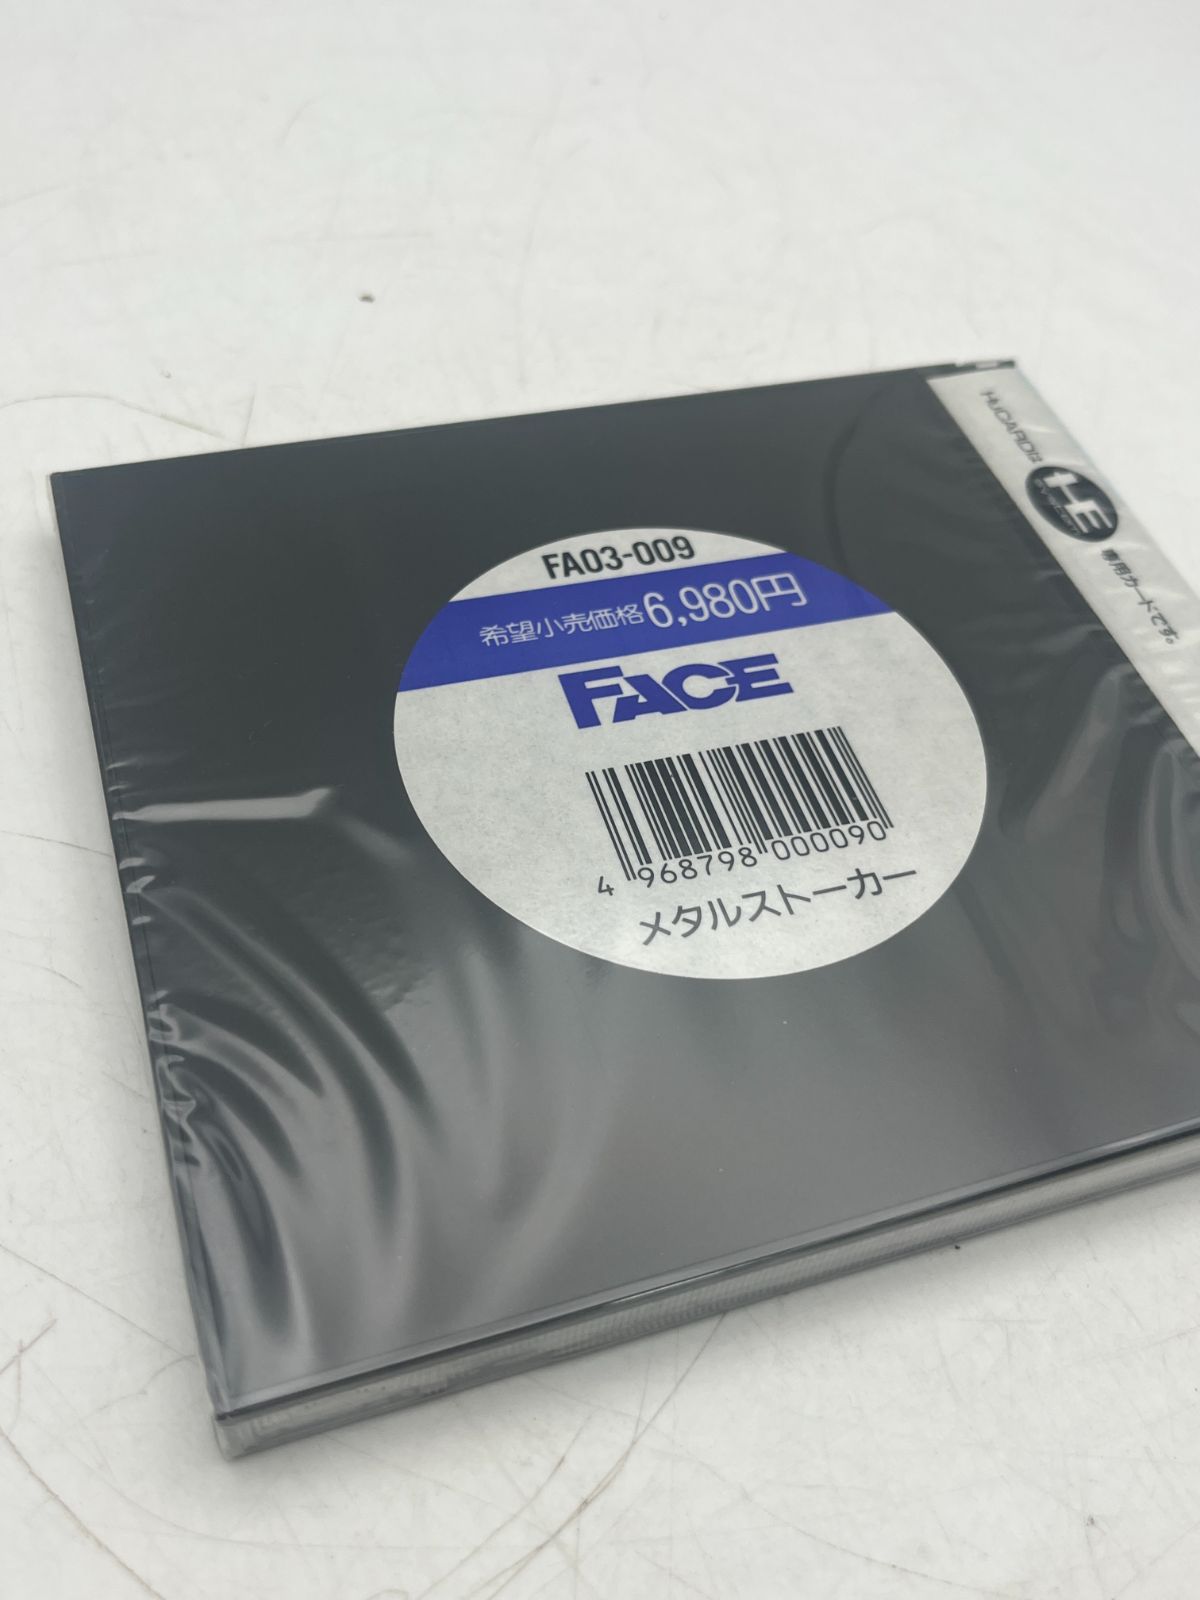 FA03-009
希望小売価格6,980円
FACE
4 968798 000090
メタルストーカー
HuCARDは
HE
SYSTEM
専用カードです。